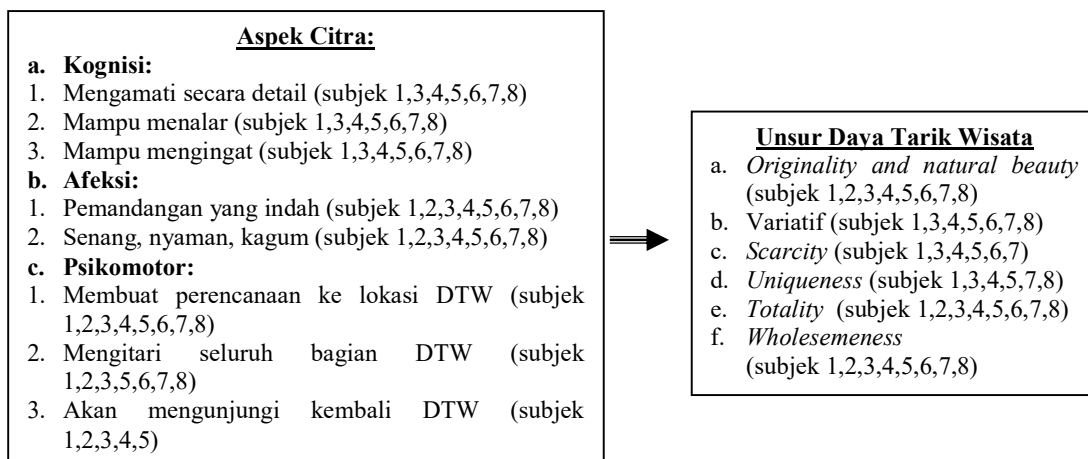 Aspek Citra:
a. Kognisi:
1. Mengamati secara detail (subjek 1,3,4,5,6,7,8)
2. Mampu menalar (subjek 1,3,4,5,6,7,8)
3. Mampu mengingat (subjek 1,3,4,5,6,7,8)
b. Afeksi:
1. Pemandangan yang indah (subjek 1,2,3,4,5,6,7,8)
2. Senang, nyaman, kagum (subjek 1,2,3,4,5,6,7,8)
c. Psikomotor:
1. Membuat perencanaan ke lokasi DTW (subjek
1,2,3,4,5,6,7,8)
2. Mengitari seluruh bagian DTW (subjek
1,2,3,5,6,7,8)
3. Akan mengunjungi kembali DTW (subjek
1,2,3,4,5)
Unsur Daya Tarik Wisata
a. Originality and natural beauty
(subjek 1,2,3,4,5,6,7,8)
b. Variatif (subjek 1,3,4,5,6,7,8)
c. Scarcity (subjek 1,3,4,5,6,7)
d. Uniqueness (subjek 1,3,4,5,7,8)
e. Totality (subjek 1,2,3,4,5,6,7,8)
f. Wholesemeness
(subjek 1,2,3,4,5,6,7,8)